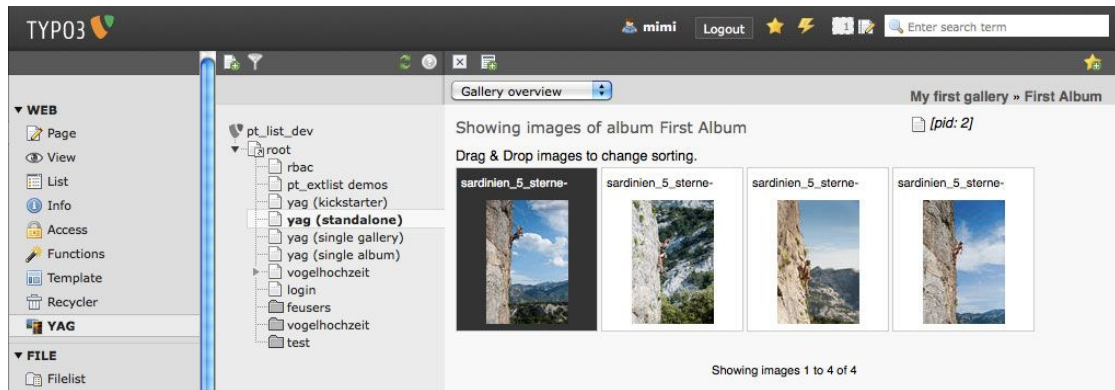 TYPO3
mimi
Logout
1
Enter search term
Gallery overview
My first gallery » First Album
[pid: 2]
WEB
Page
View
List
Info
Access
Functions
Template
Recycler
YAG
FILE
Filelist
pt_list_dev
root
rbac
pt_extlist demos
yag (kickstarter)
yag (standalone)
yag (single gallery)
yag (single album)
vogelhochzeit
login
feusers
vogelhochzeit
test
Showing images of album First Album
Drag & Drop images to change sorting.
sardinien_5_sterne-
sardinien_5_sterne-
sardinien_5_sterne-
sardinien_5_sterne-
Showing images 1 to 4 of 4